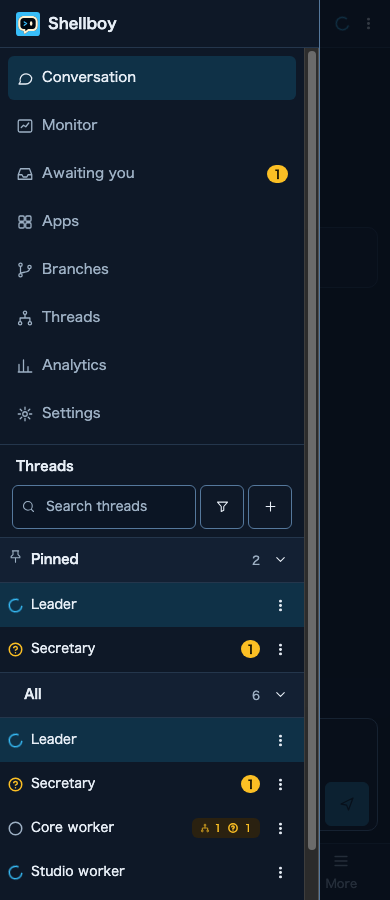 Shellboy
Conversation
Monitor
Awaiting you 1
Apps
Branches
Threads
Analytics
Settings
Threads
Search threads
Pinned 2
Leader
Secretary 1
All 6
Leader
Secretary 1
Core worker 1 1
Studio worker
More